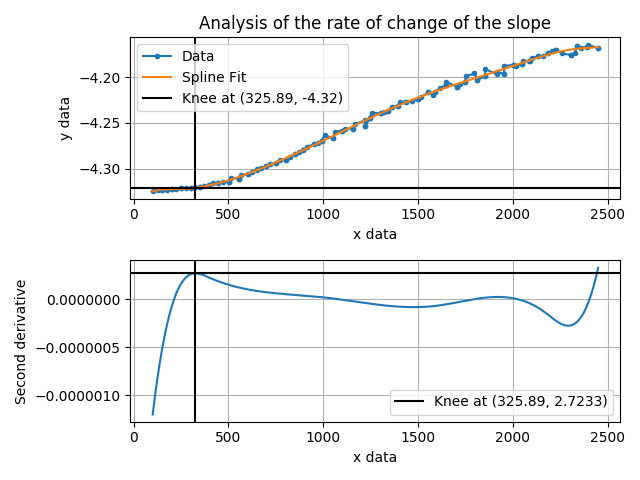 Analysis of the rate of change of the slope
Data
Spline Fit
Knee at (325.89, -4.32)
y data
−4.20
−4.25
−4.30
0 500 1000 1500 2000 2500
x data
Second derivative
0.0000000
−0.0000005
−0.0000010
Knee at (325.89, 2.7233)
0 500 1000 1500 2000 2500
x data